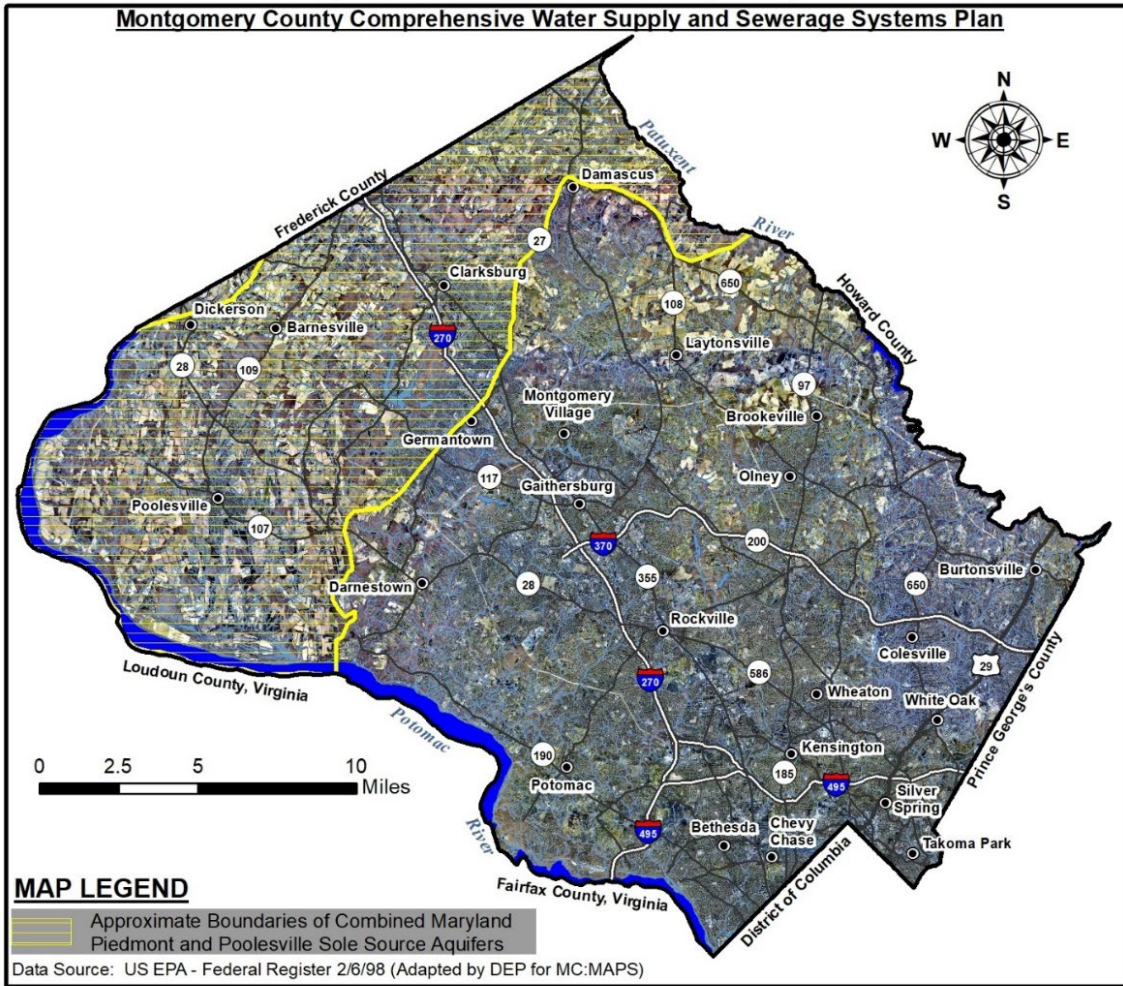 Montgomery County Comprehensive Water Supply and Sewerage Systems Plan
N
W
E
S
Patuxent
River
Damascus
Frederick County
27
Clarksburg
650
Howard County
Dickerson
Barnesville
108
270
28
109
Laytonsville
97
Montgomery
Village
Brookeville
Germantown
117
Olney
Gaithersburg
Poolesville
107
370
200
Burtonsville
Darnestown
28
355
650
Rockville
Colesville
Loudoun County, Virginia
270
586
29
Prince George's County
Wheaton
White Oak
Potomac
River
190
Kensington
0
2.5
5
10
Miles
Potomac
185
495
Silver
Spring
495
Bethesda
Chevy
Chase
Takoma Park
Fairfax County, Virginia
District of Columbia
MAP LEGEND
Approximate Boundaries of Combined Maryland
Piedmont and Poolesville Sole Source Aquifers
Data Source: US EPA - Federal Register 2/6/98 (Adapted by DEP for MC:MAPS)